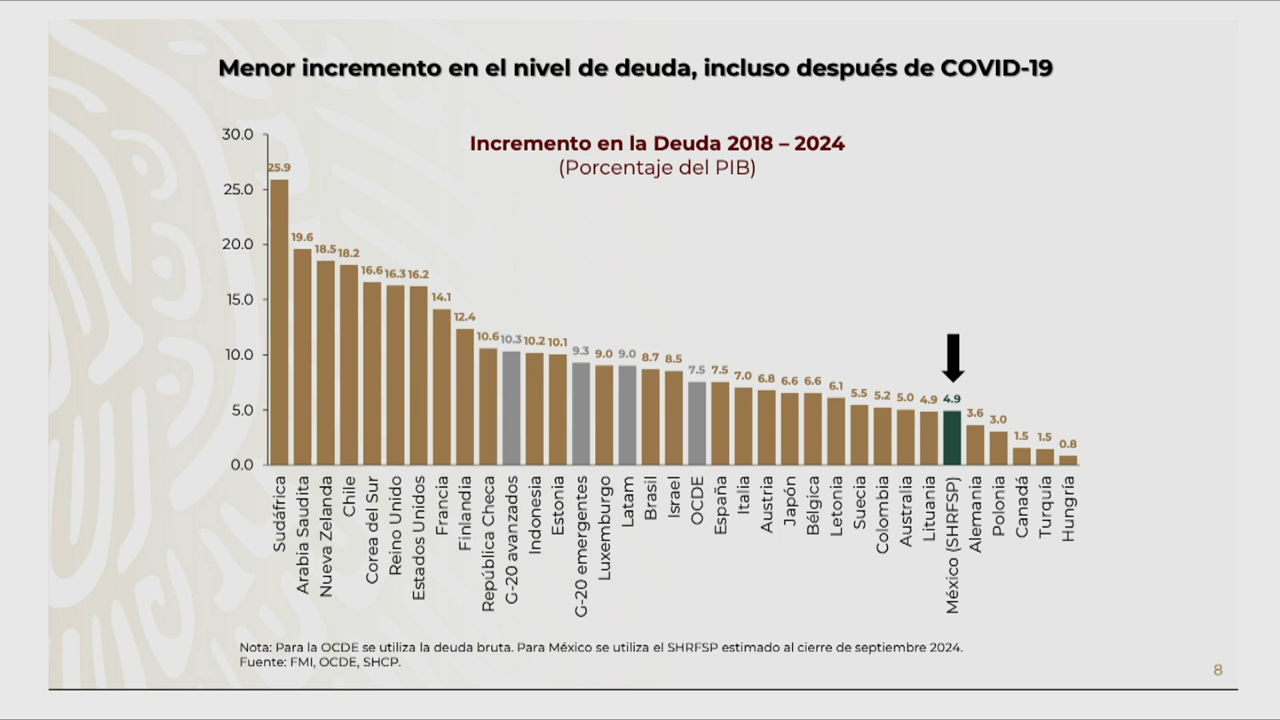 Menor incremento en el nivel de deuda, incluso después de COVID-19
Incremento en la Deuda 2018 – 2024
(Porcentaje del PIB)
30.0
25.0
20.0
15.0
10.0
5.0
0.0
25.9
19.6
18.5
18.2
16.6
16.3
16.2
14.1
12.4
10.6
10.3
10.2
10.1
9.3
9.0
9.0
8.7
8.5
7.5
7.5
7.0
6.8
6.6
6.6
6.1
5.5
5.2
5.0
4.9
4.9
3.6
3.0
1.5
1.5
0.8
Sudáfrica
Arabia Saudita
Nueva Zelanda
Chile
Corea del Sur
Reino Unido
Estados Unidos
Francia
Finlandia
República Checa
G-20 avanzados
Indonesia
Estonia
G-20 emergentes
Luxemburgo
Latam
Brasil
Israel
OCDE
España
Italia
Austria
Japón
Bélgica
Letonia
Suecia
Colombia
Australia
Lituania
México (SHRFSP)
Alemania
Polonia
Canadá
Turquía
Hungría
Nota: Para la OCDE se utiliza la deuda bruta. Para México se utiliza el SHRFSP estimado al cierre de septiembre 2024.
Fuente: FMI, OCDE, SHCP.
8